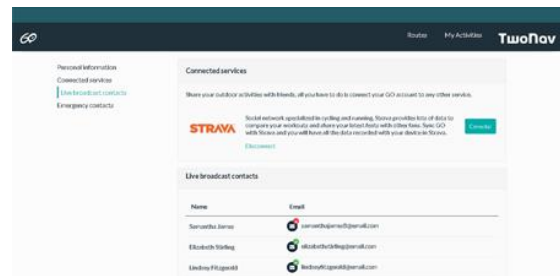 GO
Routes
My Activities
TwoNav
Personal information
Connected services
Live broadcast contacts
Emergency contacts
Connected services
Share your outdoor activities with friends, all you have to do is connect your GO account to any other service.
STRAVA
Social network specialized in cycling and running. Strava provides lots of data to
compare your workouts and share your latest feats with other fans. Sync GO
with Strava and you will have all the data recorded with your device in Strava.
Disconnect
Live broadcast contacts
Name
Email
Samantha James
Elizabeth Stirling
Lindsey Fitzgerald